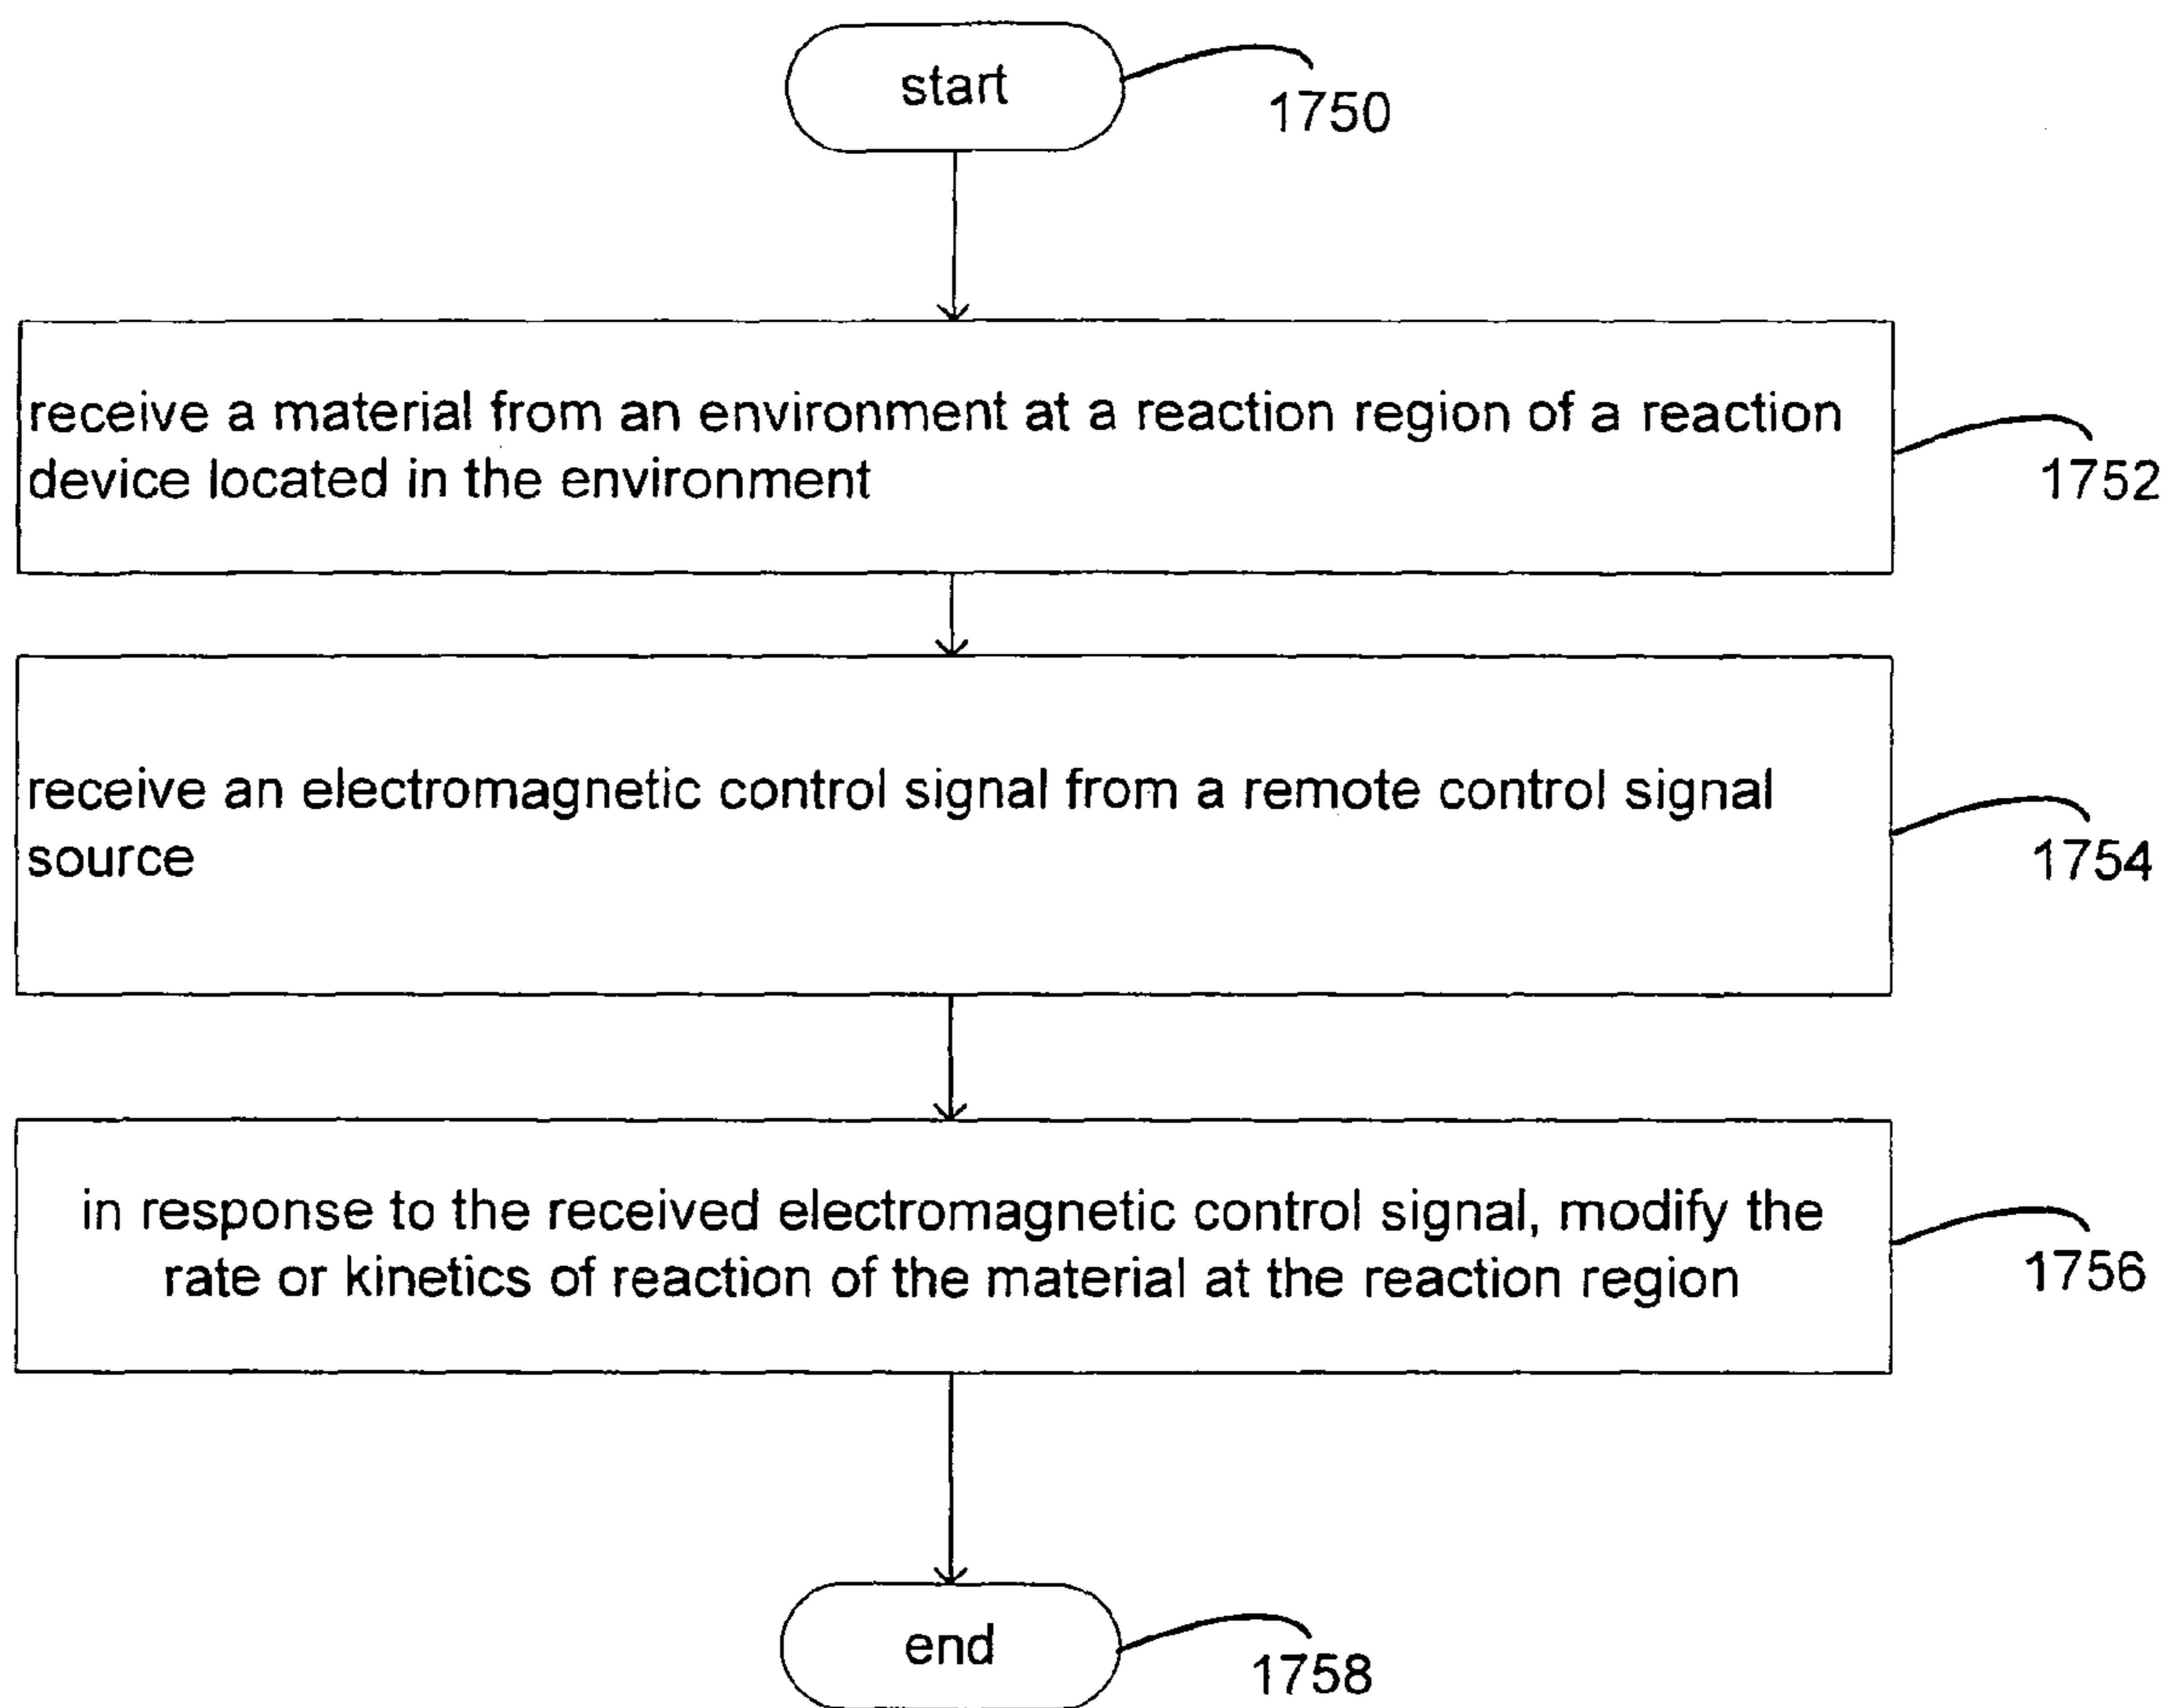 start
1750
receive a material from an environment at a reaction region of a reaction
device located in the environment
1752
receive an electromagnetic control signal from a remote control signal
source
1754
in response to the received electromagnetic control signal, modify the
rate or kinetics of reaction of the material at the reaction region
1756
end
1758